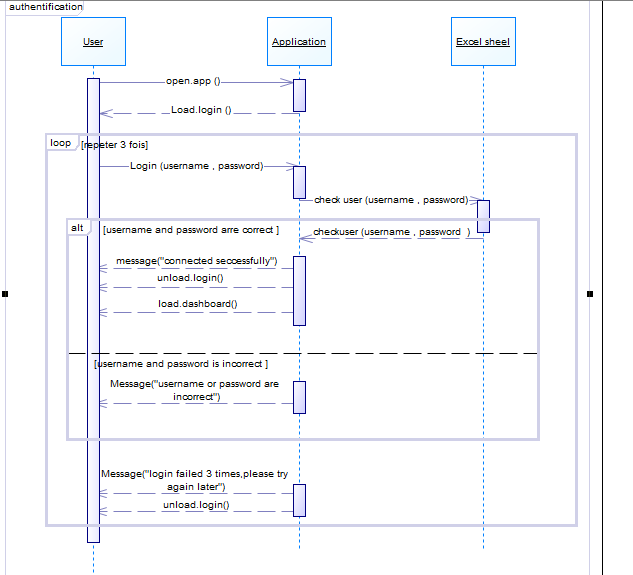 authentification
User
Application
Excel sheel
open.app ()
Load.login ()
loop
[repeter 3 fois]
Login (username , password)
check user (username , password)
alt
[username and password arre correct ]
checkuser (username , password )
message("connected seccessfully")
unload.login()
load.dashboard()
[username and password is incorrect ]
Message("username or password are
incorrect")
Message("login failed 3 times,please try
again later")
unload.login()